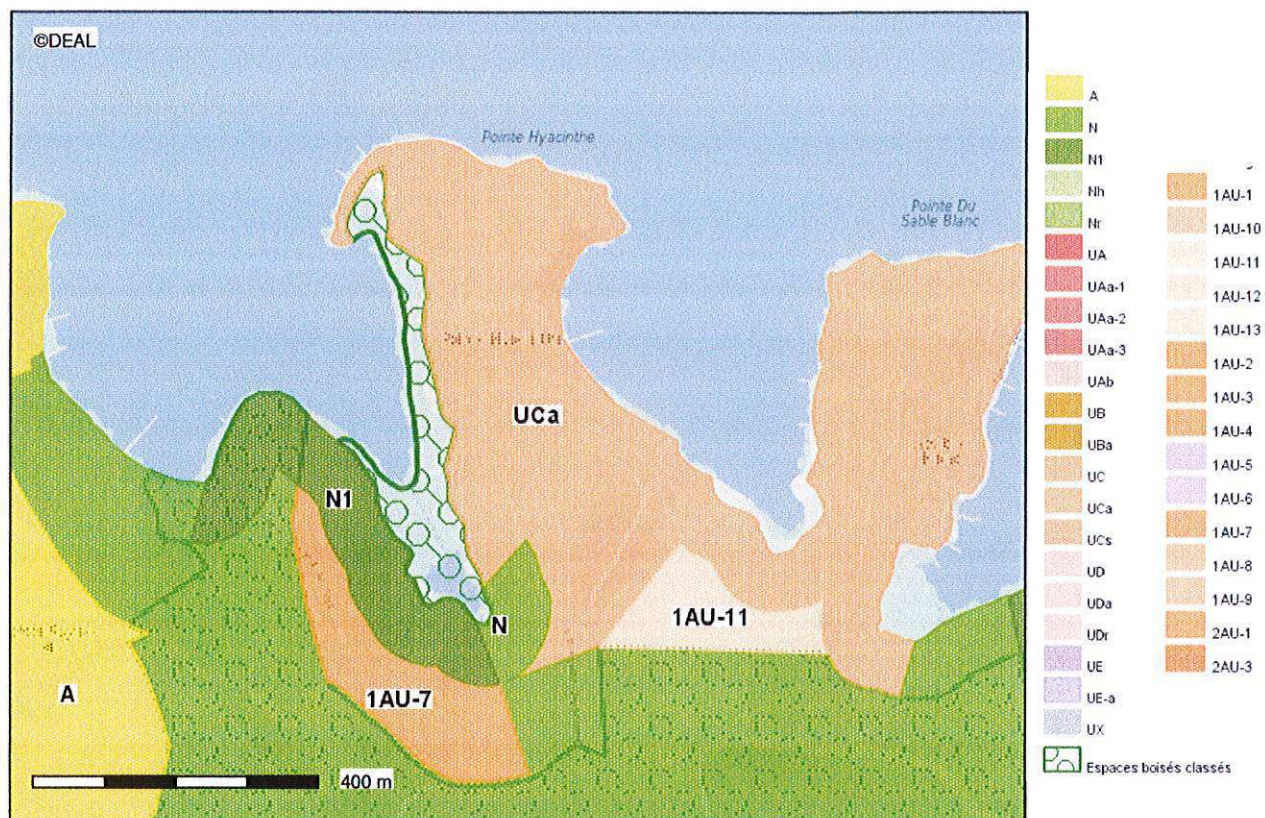 ©DEAL
Pointe Hyacinthe
Pointe Du
Sable Blanc
UCa
N1
N
1AU-11
1AU-7
A
400 m
A
N
N1
Nh
Nr
UA
UAa-1
UAa-2
UAa-3
UAb
UB
UBa
UC
UCa
UCs
UD
UDa
UDr
UE
UE-a
UX
Espaces boisés classés
1AU-1
1AU-10
1AU-11
1AU-12
1AU-13
1AU-2
1AU-3
1AU-4
1AU-5
1AU-6
1AU-7
1AU-8
1AU-9
2AU-1
2AU-3